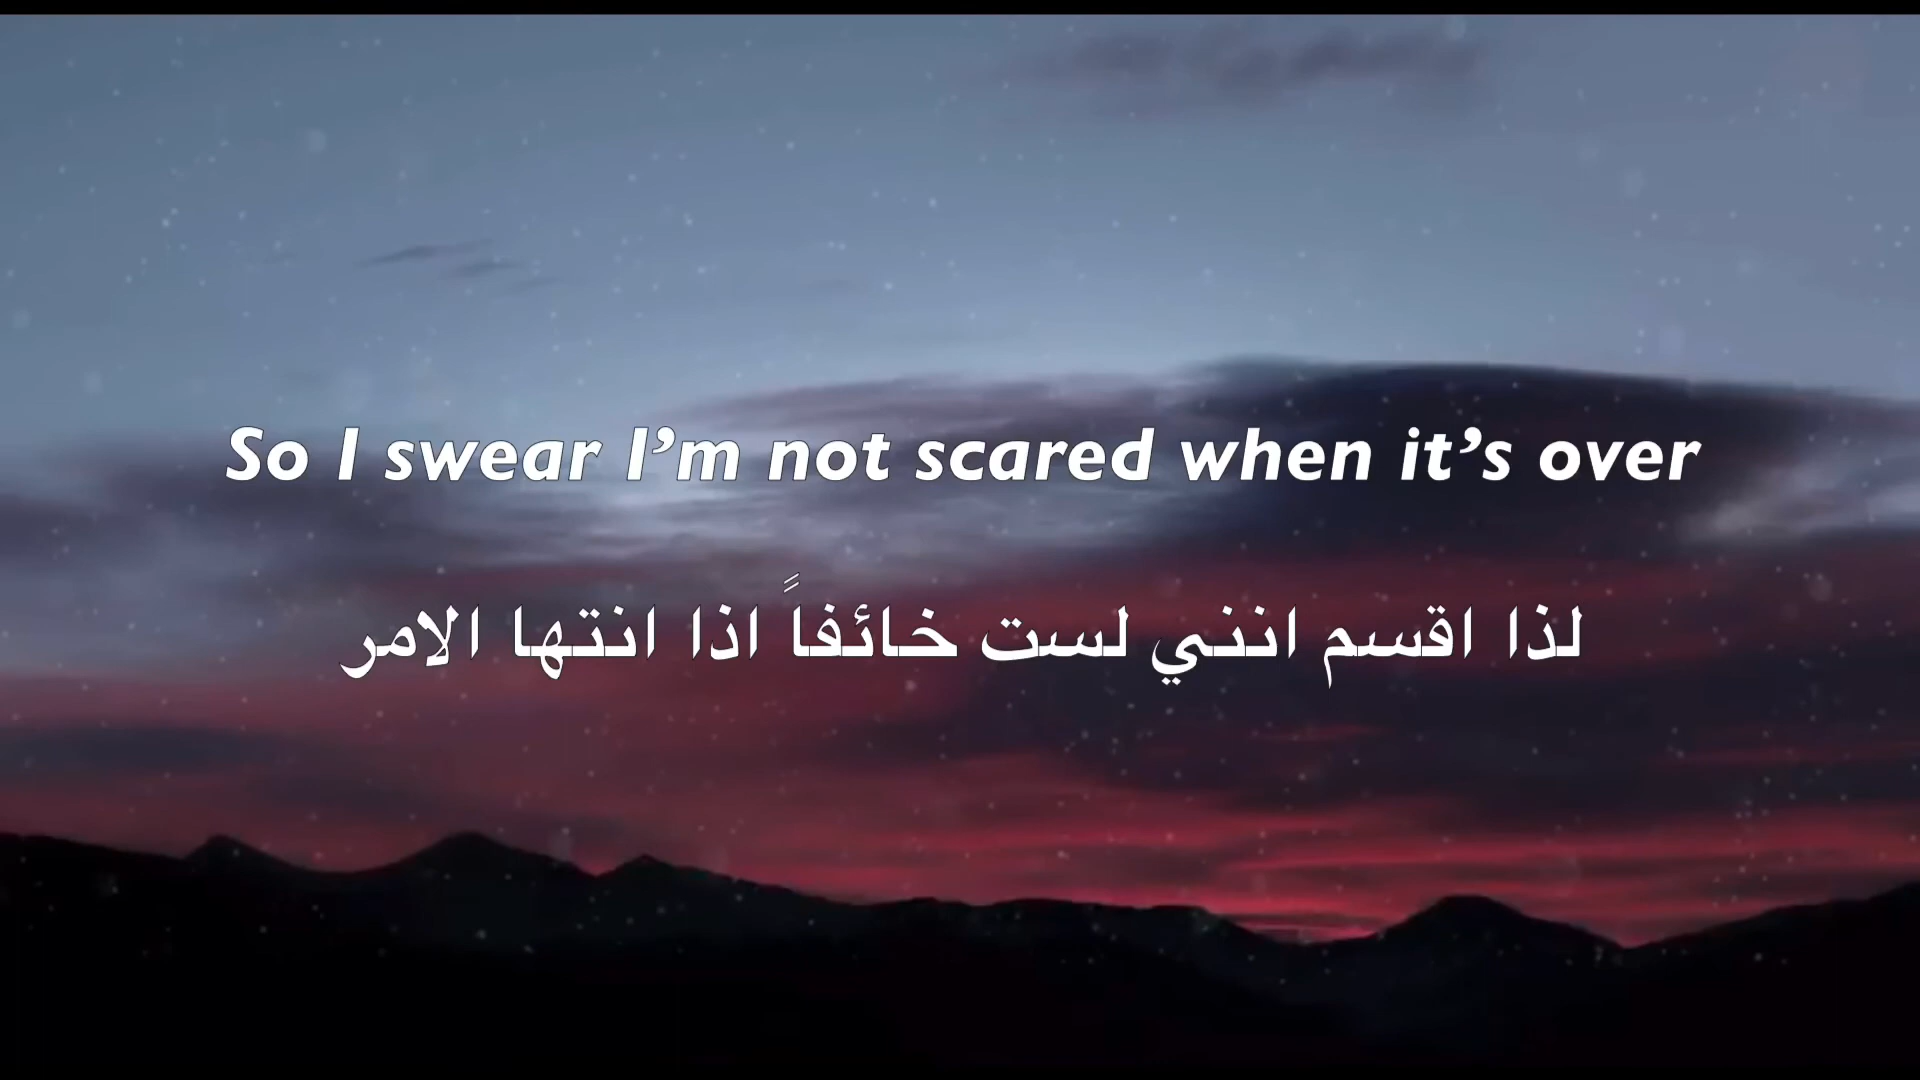 So I swear I’m not scared when it’s over
لذا اقسم انني لست خائفاً اذا انتها الامر